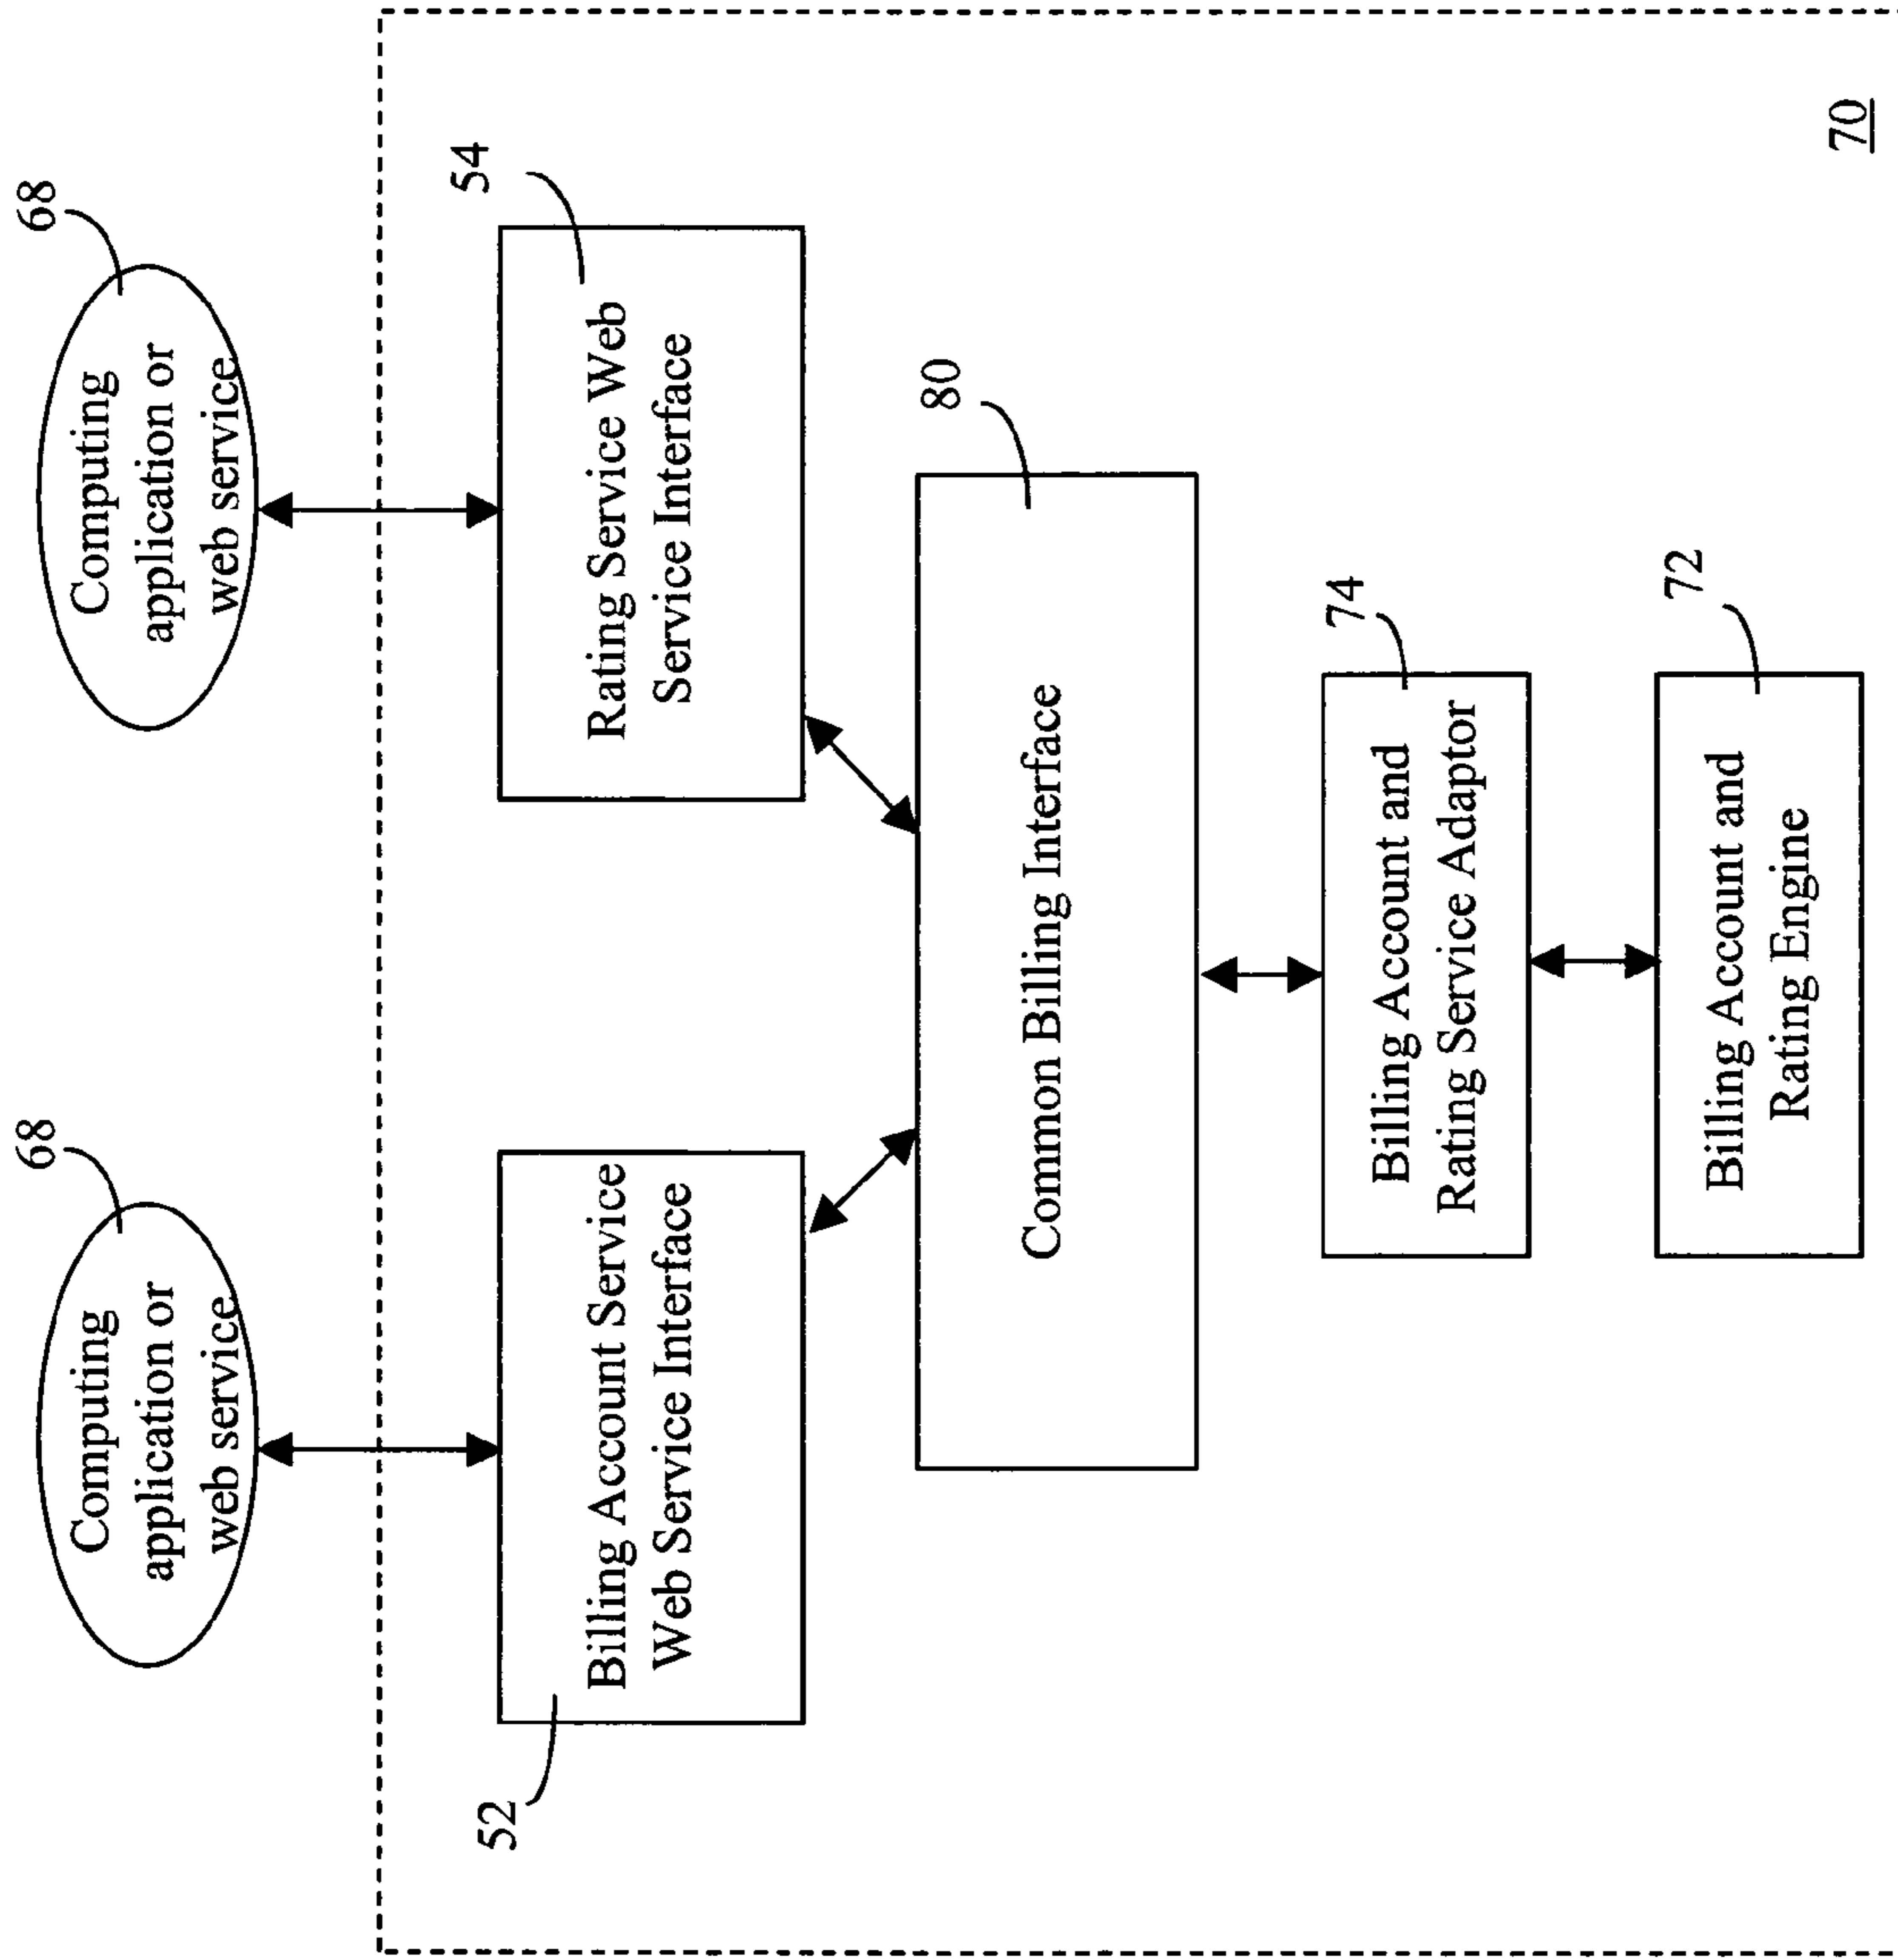 68
Computing
application or
web service
68
Computing
application or
web service
52
Billing Account Service
Web Service Interface
54
Rating Service Web
Service Interface
80
Common Billing Interface
74
Billing Account and
Rating Service Adaptor
72
Billing Account and
Rating Engine
70